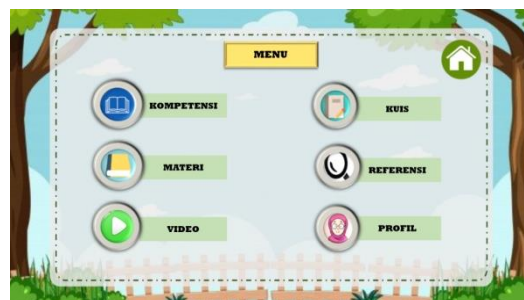 MENU
KOMPETENSI
KUIS
MATERI
REFERENSI
VIDEO
PROFIL